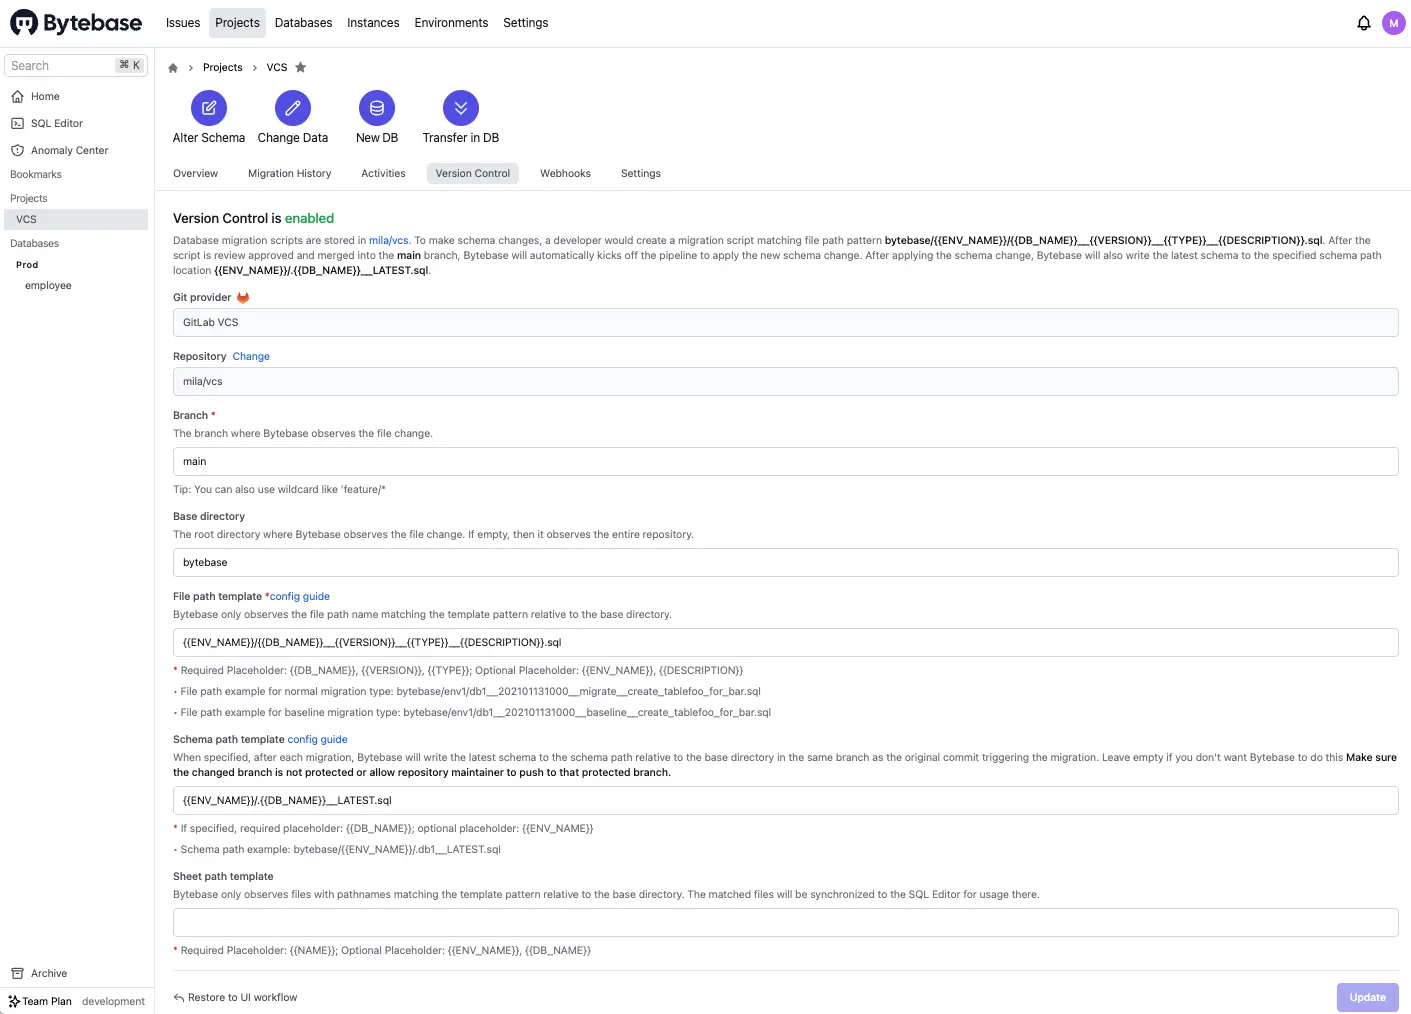 Bytebase
Issues Projects Databases Instances Environments Settings
M
Search ⌘ K
Home
SQL Editor
Anomaly Center
Bookmarks
Projects
VCS
Databases
Prod
employee
Archive
Team Plan development
Projects > VCS
Alter Schema Change Data New DB Transfer in DB
Overview Migration History Activities Version Control Webhooks Settings
Version Control is enabled
Database migration scripts are stored in mila/vcs. To make schema changes, a developer would create a migration script matching file path pattern bytebase/{{ENV_NAME}}/{{DB_NAME}}__{{VERSION}}__{{TYPE}}__{{DESCRIPTION}}.sql. After the
script is review approved and merged into the main branch, Bytebase will automatically kicks off the pipeline to apply the new schema change. After applying the schema change, Bytebase will also write the latest schema to the specified schema path
location {{ENV_NAME}}/.{{DB_NAME}}__LATEST.sql.
Git provider
GitLab VCS
Repository Change
mila/vcs
Branch *
The branch where Bytebase observes the file change.
main
Tip: You can also use wildcard like 'feature/*
Base directory
The root directory where Bytebase observes the file change. If empty, then it observes the entire repository.
bytebase
File path template *config guide
Bytebase only observes the file path name matching the template pattern relative to the base directory.
{{ENV_NAME}}/{{DB_NAME}}__{{VERSION}}__{{TYPE}}__{{DESCRIPTION}}.sql
* Required Placeholder: {{DB_NAME}}, {{VERSION}}, {{TYPE}}; Optional Placeholder: {{ENV_NAME}}, {{DESCRIPTION}}
• File path example for normal migration type: bytebase/env1/db1__202101131000__migrate__create_tablefoo_for_bar.sql
• File path example for baseline migration type: bytebase/env1/db1__202101131000__baseline__create_tablefoo_for_bar.sql
Schema path template config guide
When specified, after each migration, Bytebase will write the latest schema to the schema path relative to the base directory in the same branch as the original commit triggering the migration. Leave empty if you don't want Bytebase to do this Make sure
the changed branch is not protected or allow repository maintainer to push to that protected branch.
{{ENV_NAME}}/.{{DB_NAME}}__LATEST.sql
* If specified, required placeholder: {{DB_NAME}}; optional placeholder: {{ENV_NAME}}
• Schema path example: bytebase/{{ENV_NAME}}/.db1__LATEST.sql
Sheet path template
Bytebase only observes files with pathnames matching the template pattern relative to the base directory. The matched files will be synchronized to the SQL Editor for usage there.
* Required Placeholder: {{NAME}}; Optional Placeholder: {{ENV_NAME}}, {{DB_NAME}}
Restore to UI workflow
Update